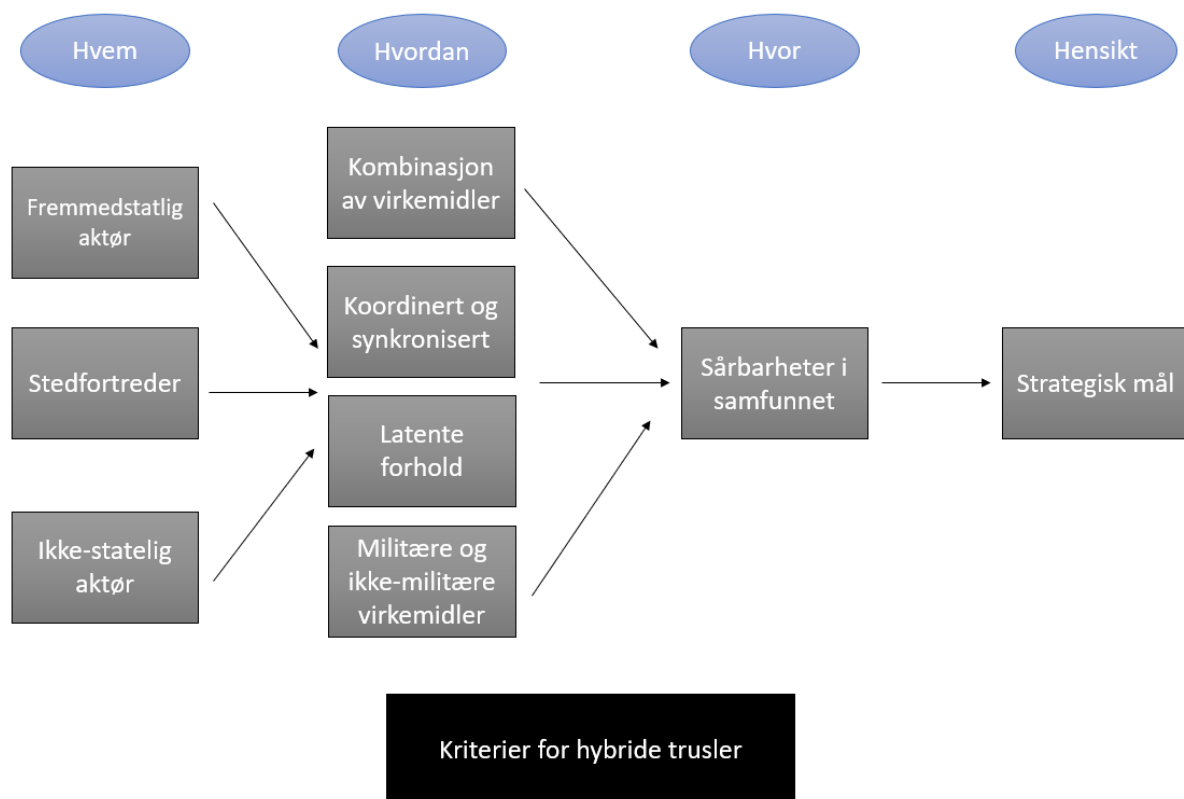 Hvem
Hvordan
Hvor
Hensikt
Fremmedstatlig
aktør
Stedfortreder
Ikke-statelig
aktør
Kombinasjon
av virkemidler
Koordinert og
synkronisert
Latente
forhold
Militære og
ikke-militære
virkemidler
Sårbarheter i
samfunnet
Strategisk mål
Kriterier for hybride trusler